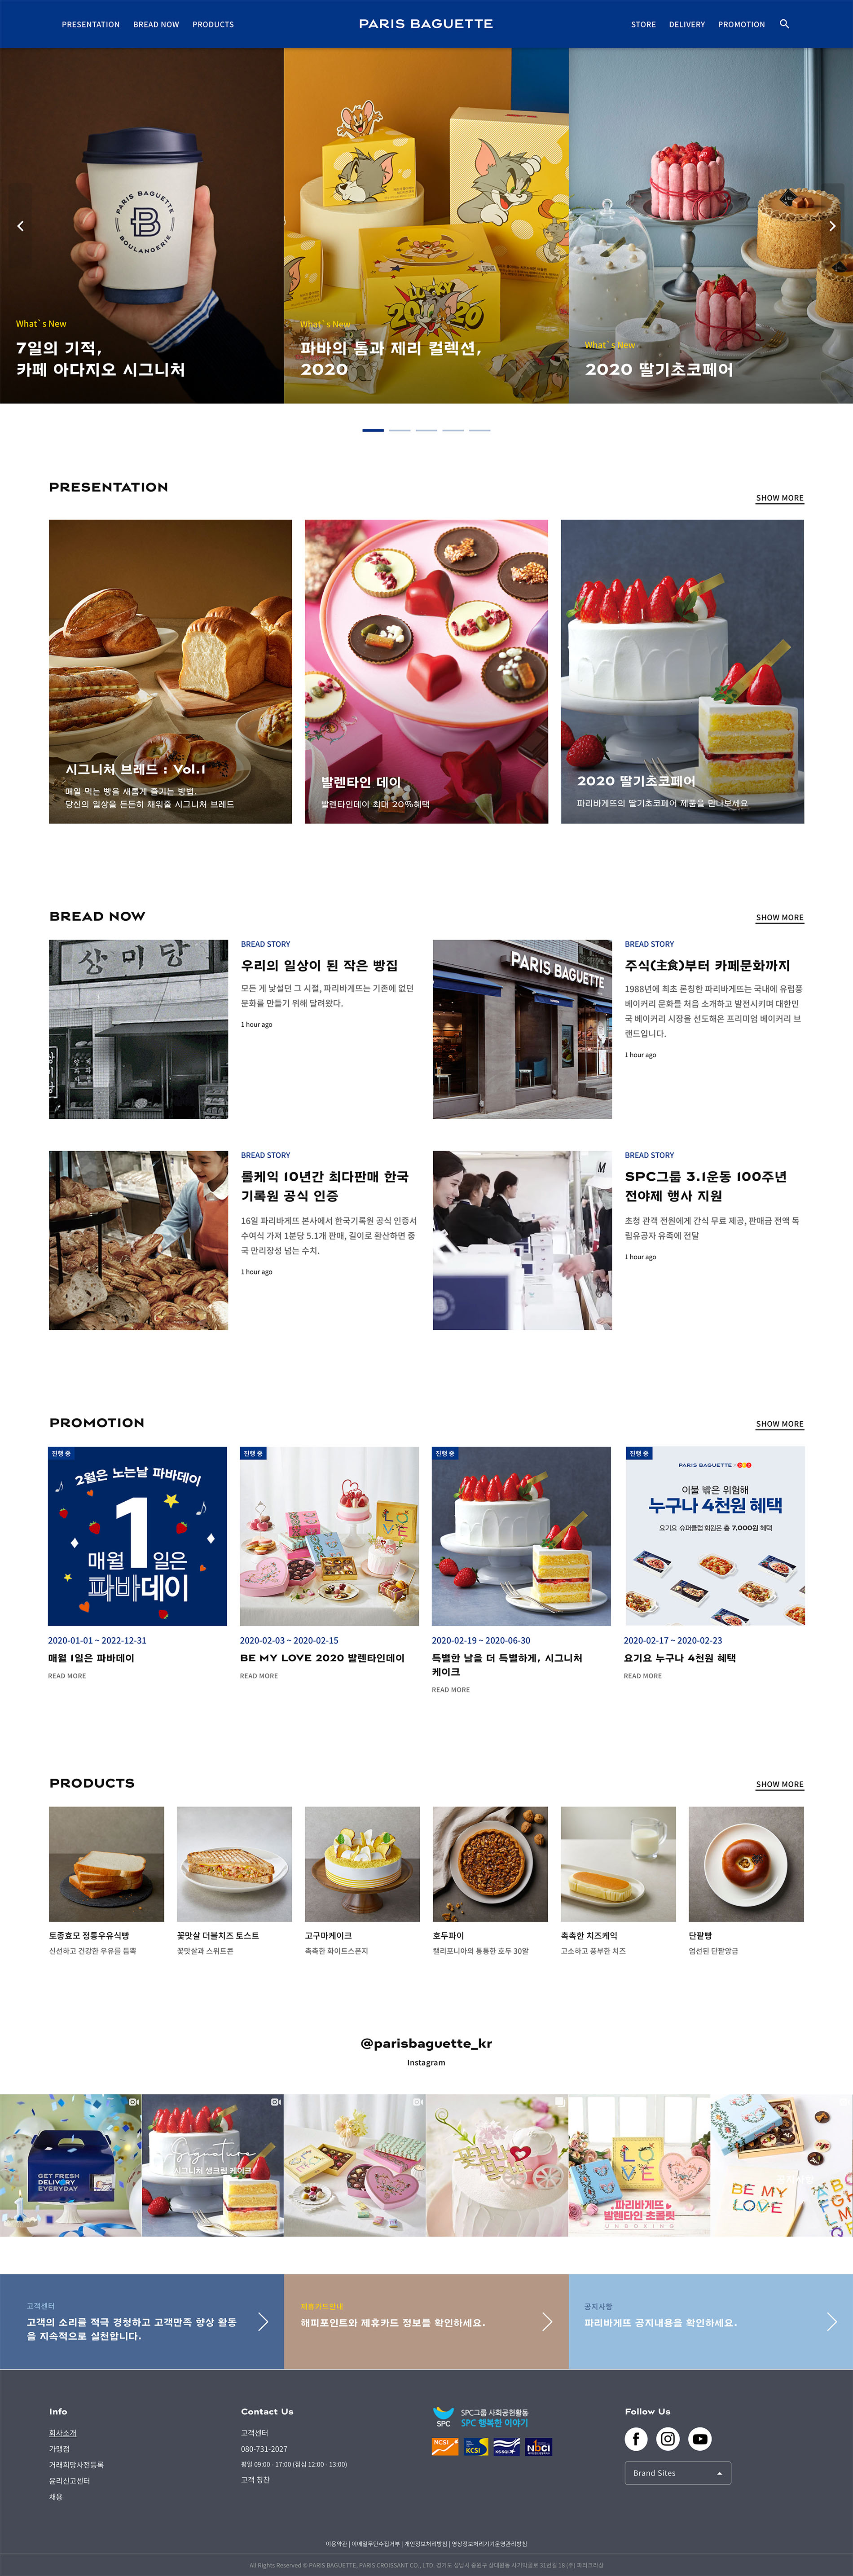 PRESENTATION BREAD NOW PRODUCTS
PARIS BAGUETTE
STORE DELIVERY PROMOTION
PARIS BAGUETTE
B
BOULANGERIE
What`s New
7일의 기적,
카페 아다지오 시그니처
LUCKY
2020
What`s New
파바의 톰과 제리 컬렉션,
2020
What`s New
2020 딸기초코페어
PRESENTATION
SHOW MORE
시그니처 브레드 : Vol.1
매일 먹는 빵을 새롭게 즐기는 방법.
당신의 일상을 든든히 채워줄 시그니처 브레드
발렌타인 데이
발렌타인데이 최대 20%혜택
2020 딸기초코페어
파리바게뜨의 딸기초코페어 제품을 만나보세요
BREAD NOW
SHOW MORE
상미당
BREAD STORY
우리의 일상이 된 작은 빵집
모든 게 낯설던 그 시절, 파리바게뜨는 기존에 없던
문화를 만들기 위해 달려왔다.
1 hour ago
PARIS BAGUETTE
BREAD STORY
주식(主食)부터 카페문화까지
1988년에 최초 론칭한 파리바게뜨는 국내에 유럽풍
베이커리 문화를 처음 소개하고 발전시키며 대한민
국 베이커리 시장을 선도해온 프리미엄 베이커리 브
랜드입니다.
1 hour ago
BREAD STORY
롤케익 10년간 최다판매 한국
기록원 공식 인증
16일 파리바게뜨 본사에서 한국기록원 공식 인증서
수여식 가져 1분당 5.1개 판매, 길이로 환산하면 중
국 만리장성 넘는 수치.
1 hour ago
M
BREAD STORY
SPC그룹 3.1운동 100주년
전야제 행사 지원
초청 관객 전원에게 간식 무료 제공, 판매금 전액 독
립유공자 유족에 전달
1 hour ago
PROMOTION
SHOW MORE
진행 중
2월은 노는날 파바데이
매월 1일은
파바데이
2020-01-01 ~ 2022-12-31
매월 1일은 파바데이
READ MORE
진행 중
LOVE
2020-02-03 ~ 2020-02-15
BE MY LOVE 2020 발렌타인데이
READ MORE
진행 중
2020-02-19 ~ 2020-06-30
특별한 날을 더 특별하게, 시그니처
케이크
READ MORE
진행 중
PARIS BAGUETTE
이불 밖은 위험해
누구나 4천원 혜택
요기요 슈퍼클럽 회원은 총 7,000원 혜택
2020-02-17 ~ 2020-02-23
요기요 누구나 4천원 혜택
READ MORE
PRODUCTS
SHOW MORE
토종효모 정통우유식빵
신선하고 건강한 우유를 듬뿍
꽃맛살 더블치즈 토스트
꽃맛살과 스위트콘
고구마케이크
촉촉한 화이트스폰지
호두파이
캘리포니아의 통통한 호두 30알
촉촉한 치즈케익
고소하고 풍부한 치즈
단팥빵
엄선된 단팥앙금
@parisbaguette_kr
Instagram
GET FRESH
DELIVERY
EVERYDAY
Signature
시그니처 생크림 케이크
LOVE
파리바게뜨
발렌타인 초콜릿
UNBOXING
BE MY
LOVE
고객센터
고객의 소리를 적극 경청하고 고객만족 향상 활동
을 지속적으로 실천합니다.
제휴카드안내
해피포인트와 제휴카드 정보를 확인하세요.
공지사항
파리바게뜨 공지내용을 확인하세요.
Info
회사소개
가맹점
거래희망사전등록
윤리신고센터
채용
Contact Us
고객센터
080-731-2027
평일 09:00 - 17:00 (점심 12:00 - 13:00)
고객 칭찬
SPC
SPC그룹 사회공헌활동
SPC 행복한 이야기
NCSI
KCSI
KS-SQI
NBCI
Follow Us
Brand Sites
이용약관 | 이메일무단수집거부 | 개인정보처리방침 | 영상정보처리기기운영관리방침
All Rights Reserved © PARIS BAGUETTE, PARIS CROISSANT CO., LTD. 경기도 성남시 중원구 상대원동 사기막골로 31번길 18 (주) 파리크라상